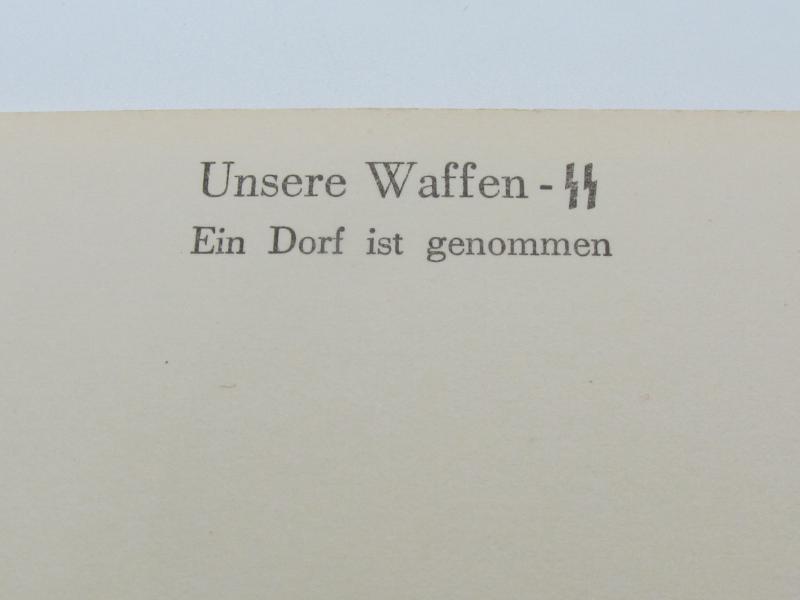 Unsere Waffen - ᛋᛋ
Ein Dorf ist genommen